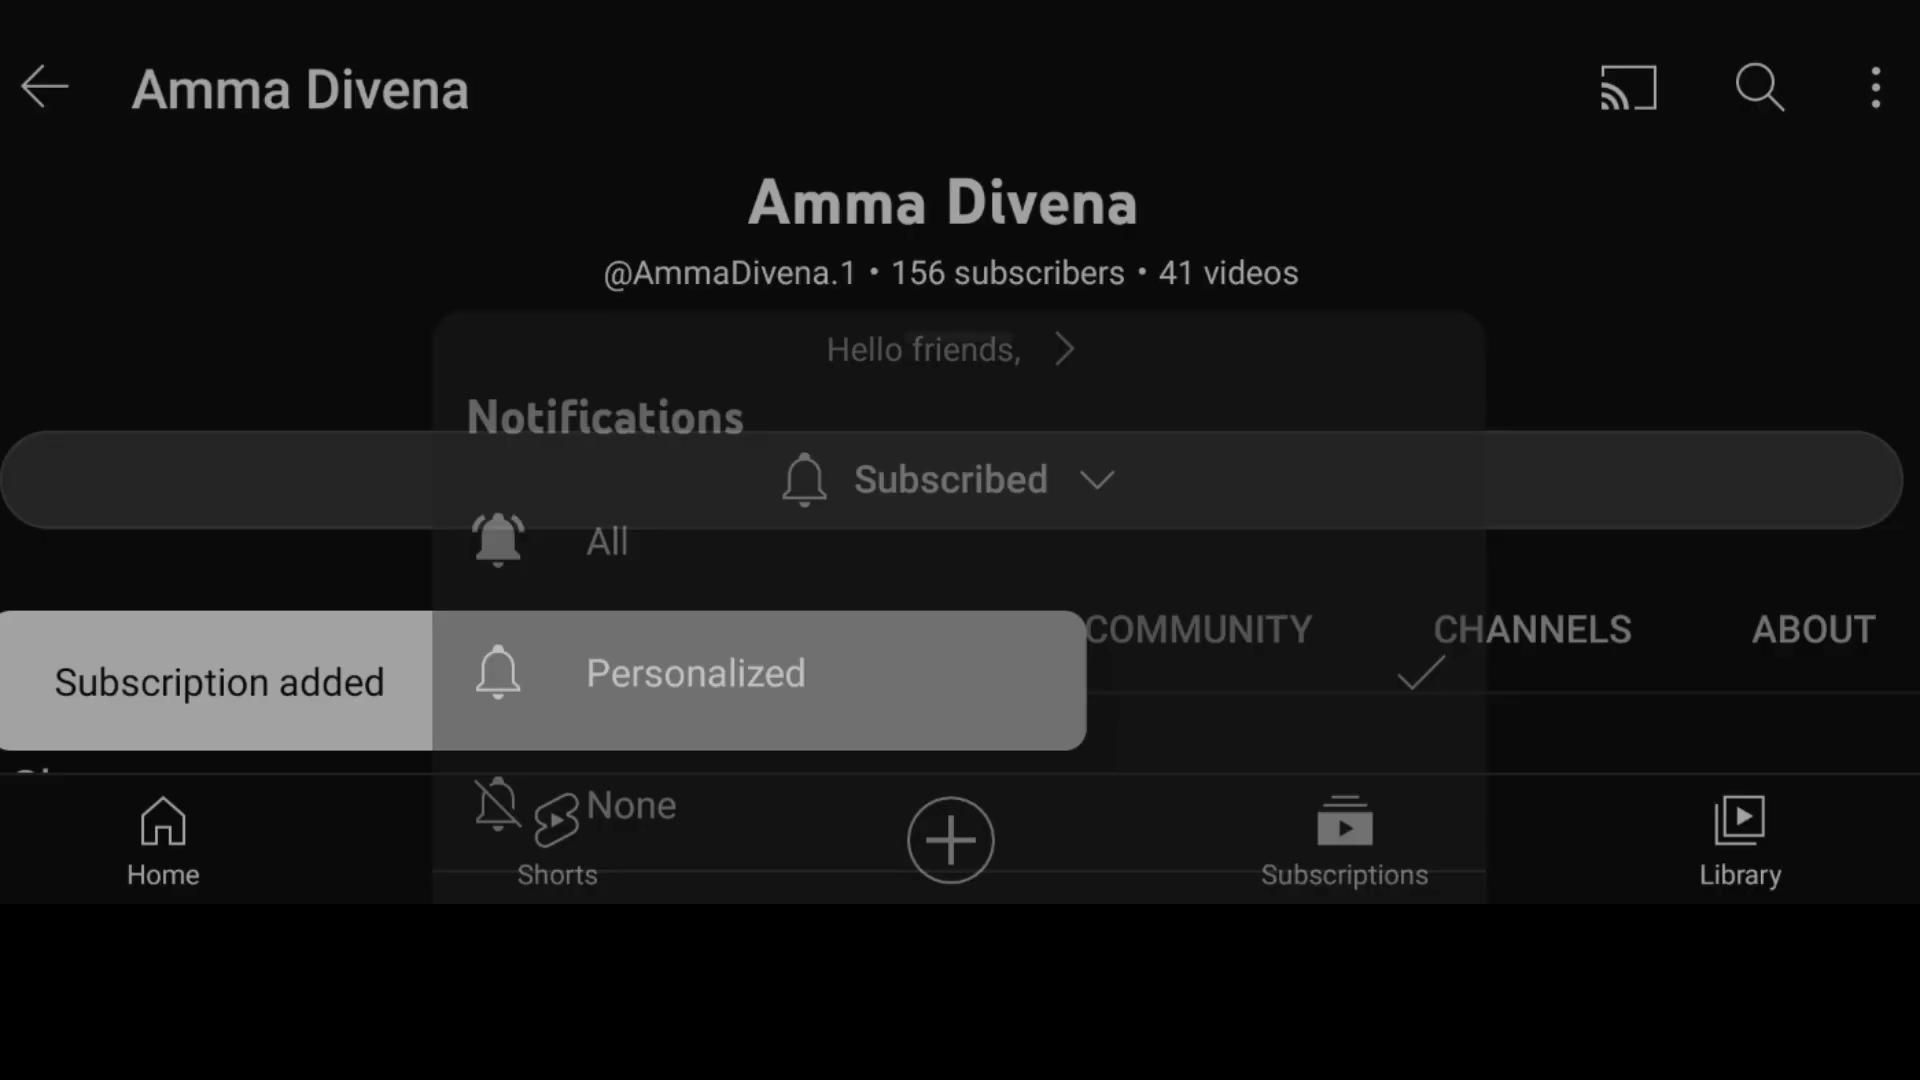 Amma Divena
Amma Divena
@AmmaDivena.1 • 156 subscribers • 41 videos
Hello friends,
Notifications
Subscribed
All
COMMUNITY CHANNELS ABOUT
Subscription added
Personalized
None
Home
Shorts
Subscriptions
Library